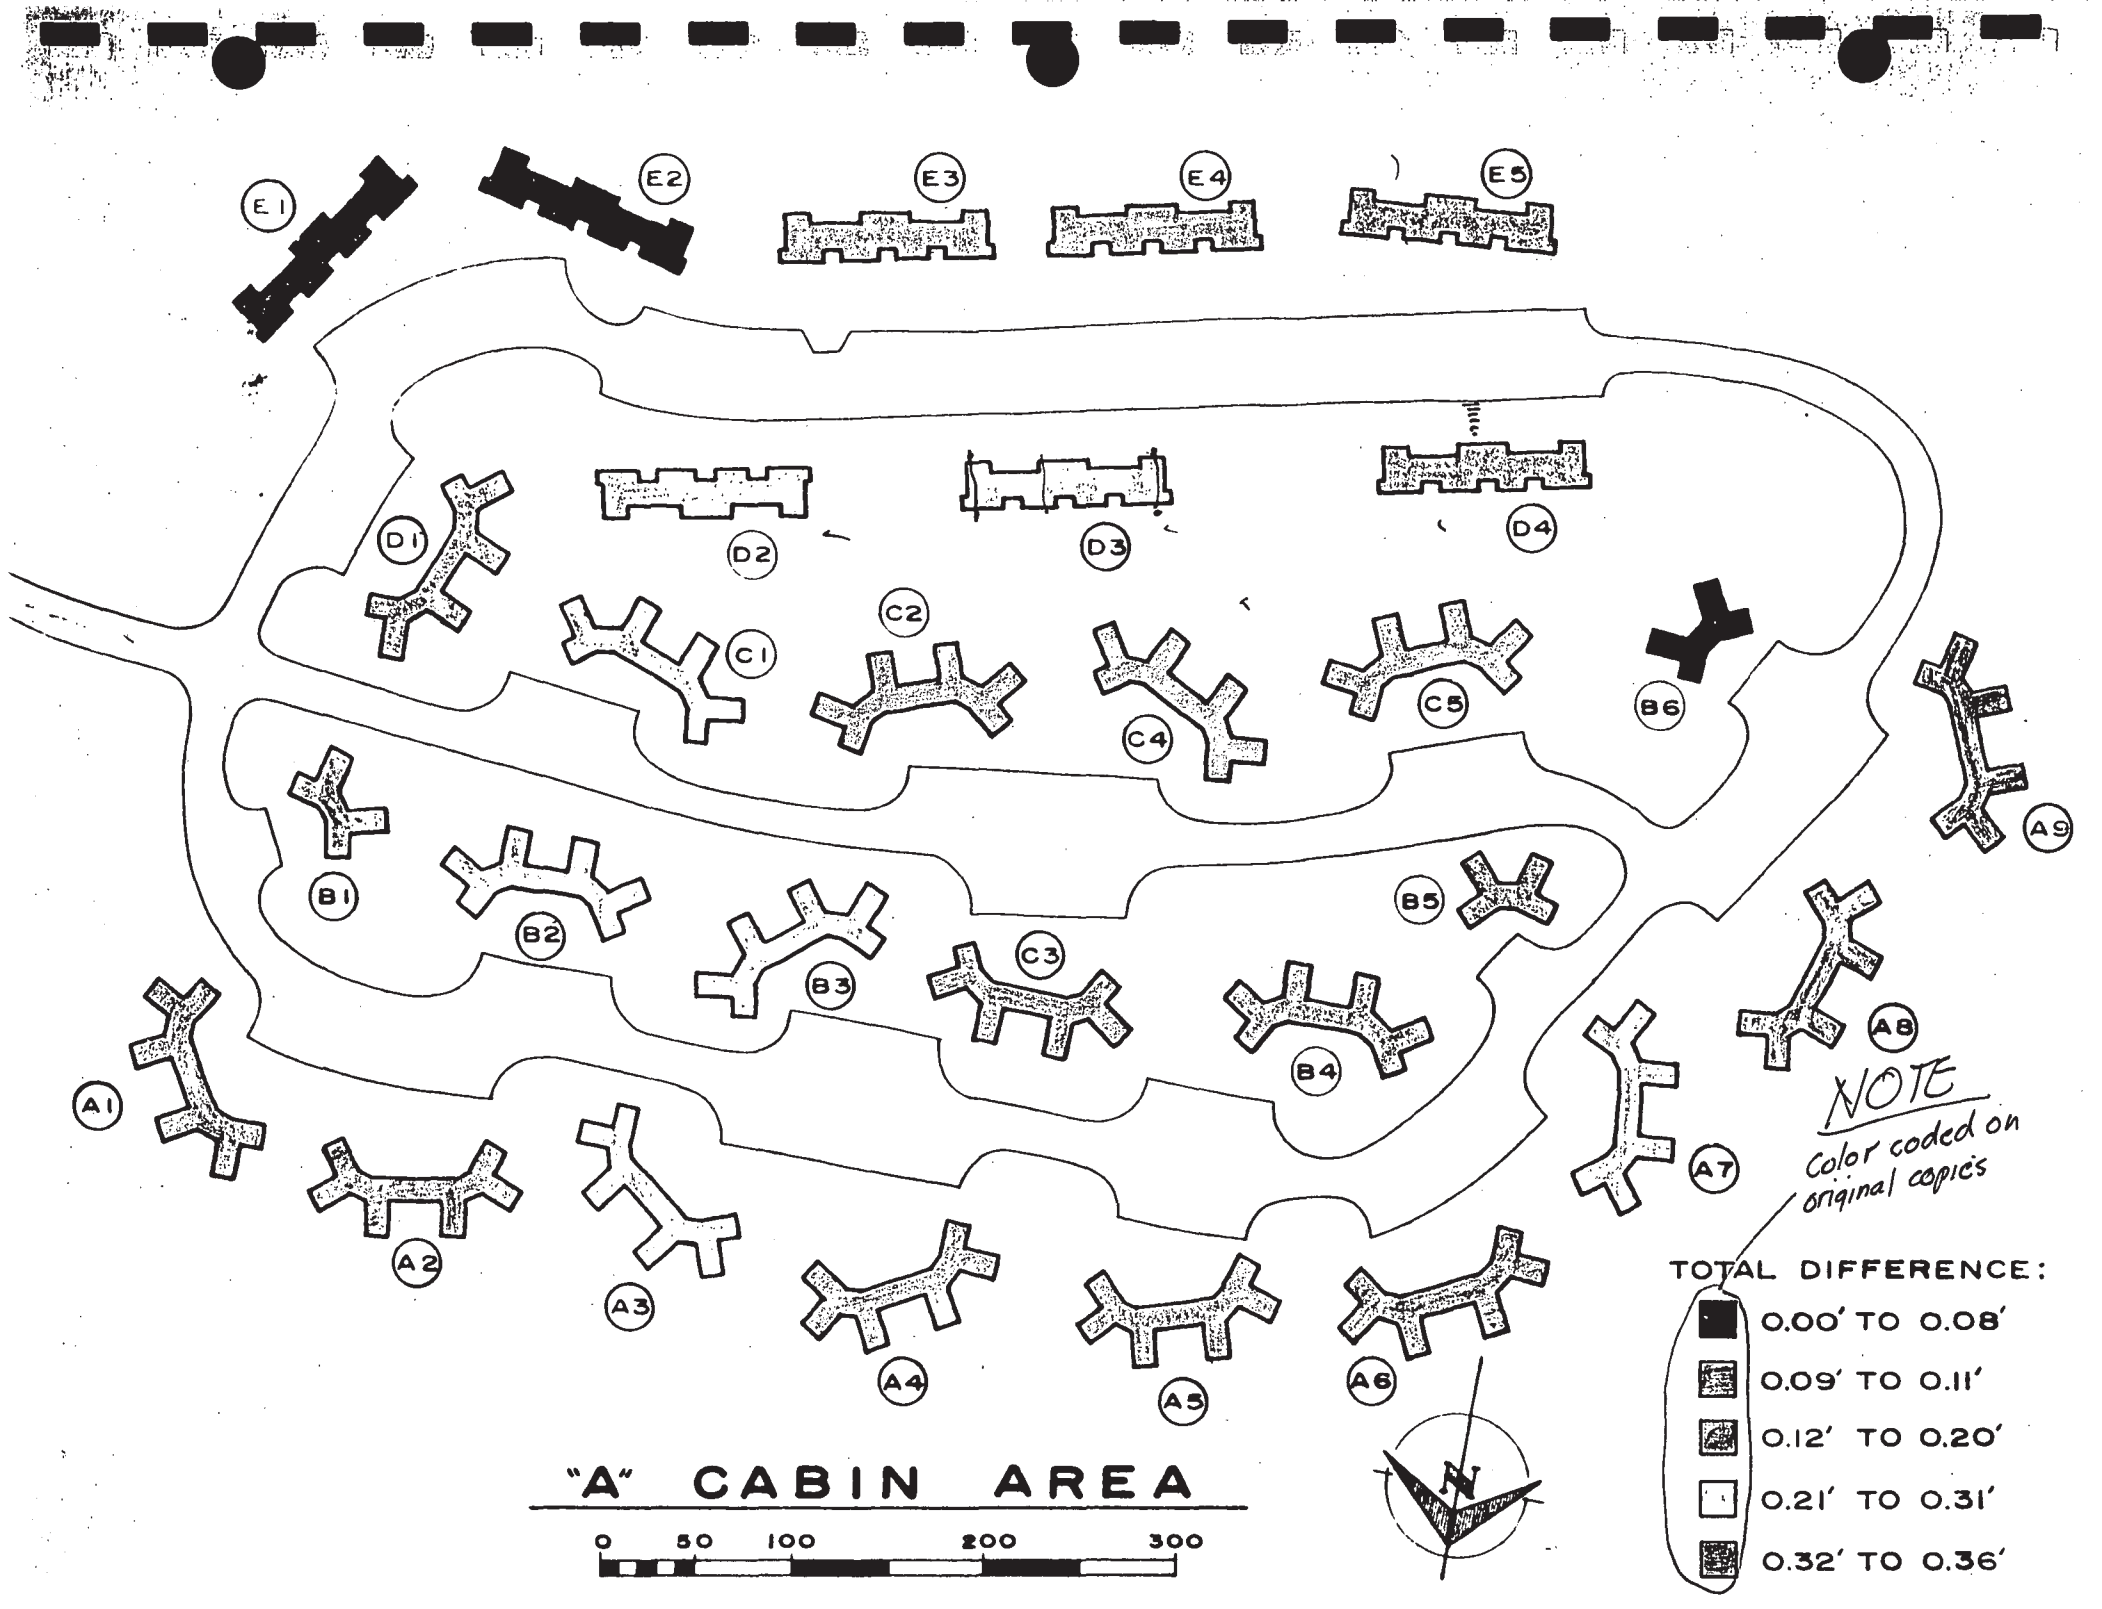 E1
E2
E3
E4
E5
D1
D2
D3
D4
C1
C2
C4
C5
B6
B1
B2
B3
C3
B4
B5
A9
A1
A2
A3
A4
A5
A6
A7
A8
NOTE
Color coded on
original copies
TOTAL DIFFERENCE:
0.00' TO 0.08'
0.09' TO 0.11'
0.12' TO 0.20'
0.21' TO 0.31'
0.32' TO 0.36'
"A" CABIN AREA
0 50 100 200 300
N